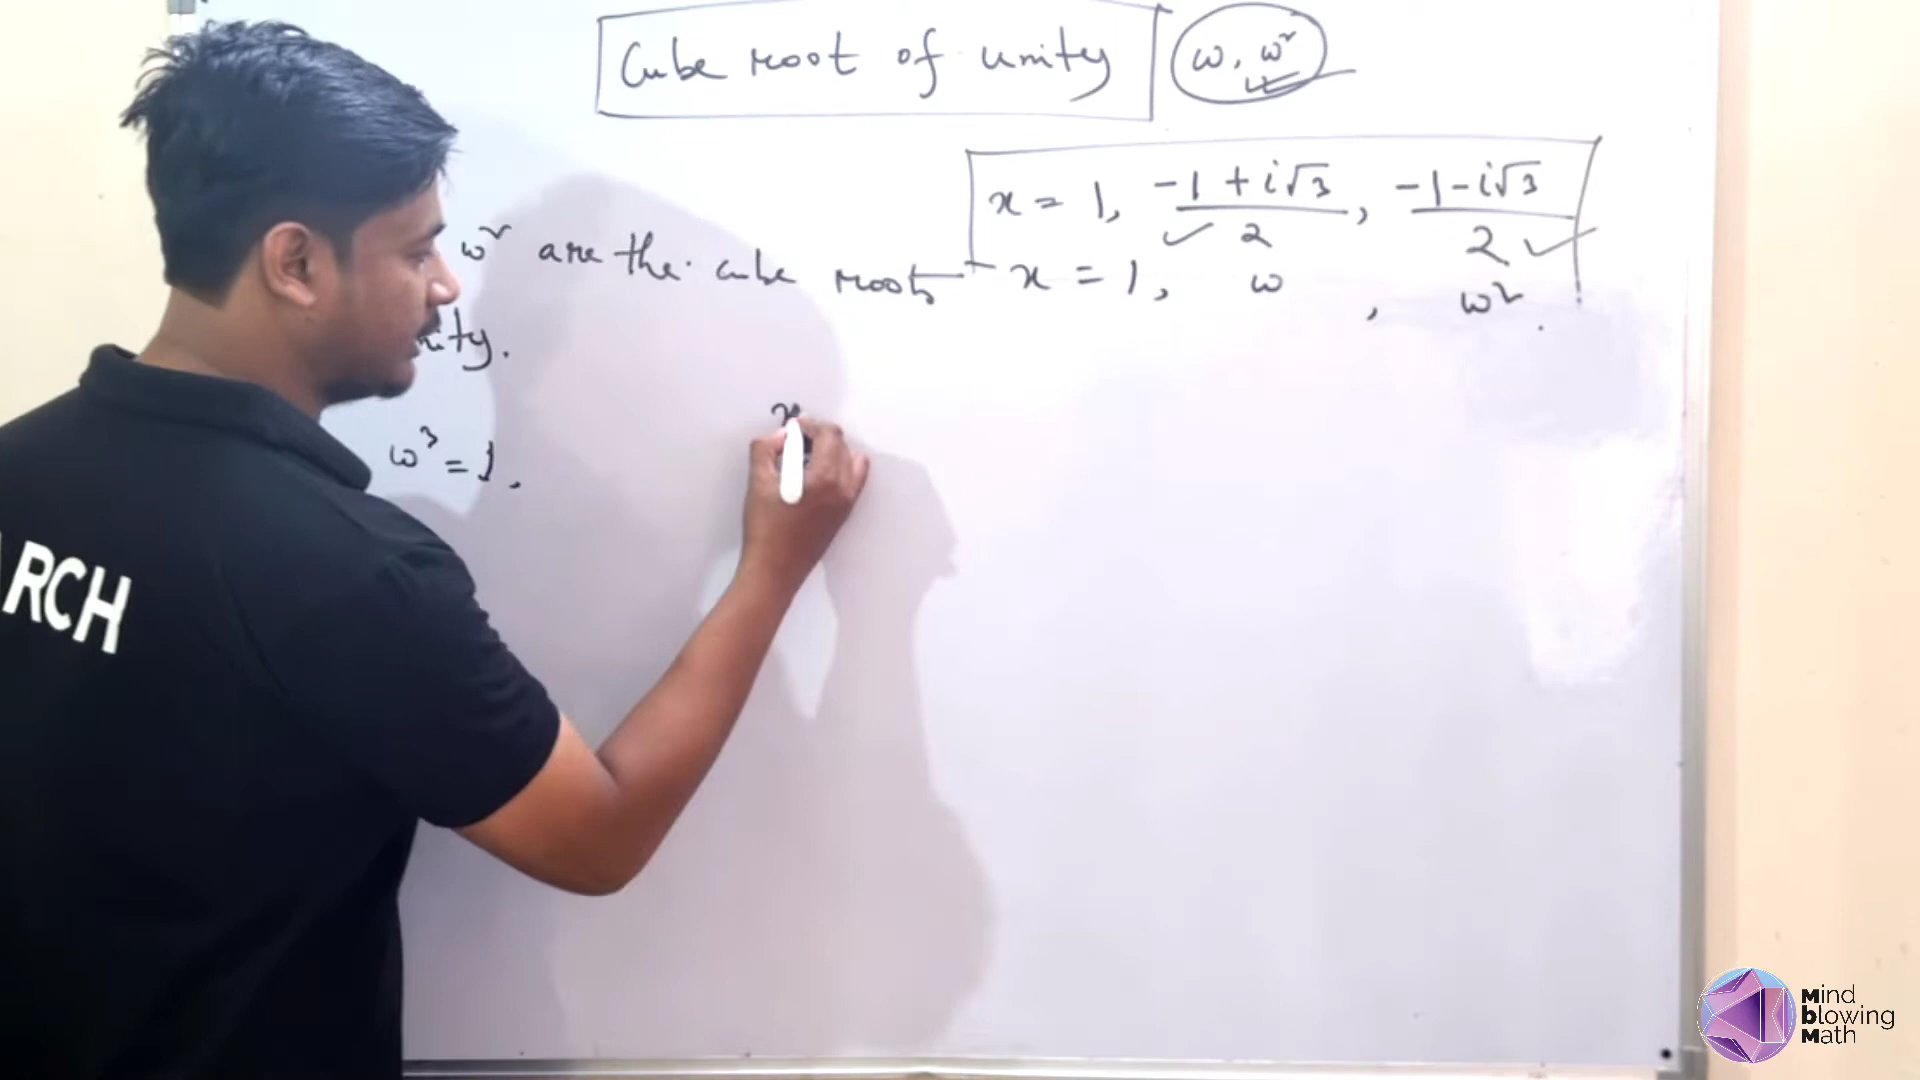 Cube root of unity ω, ω²
x = 1, (-1 + i√3)/2, (-1 - i√3)/2
ω² are the cube roots x = 1, ω, ω².
ity.
ω³ = 1,
x
ARCH
Mind
blowing
Math